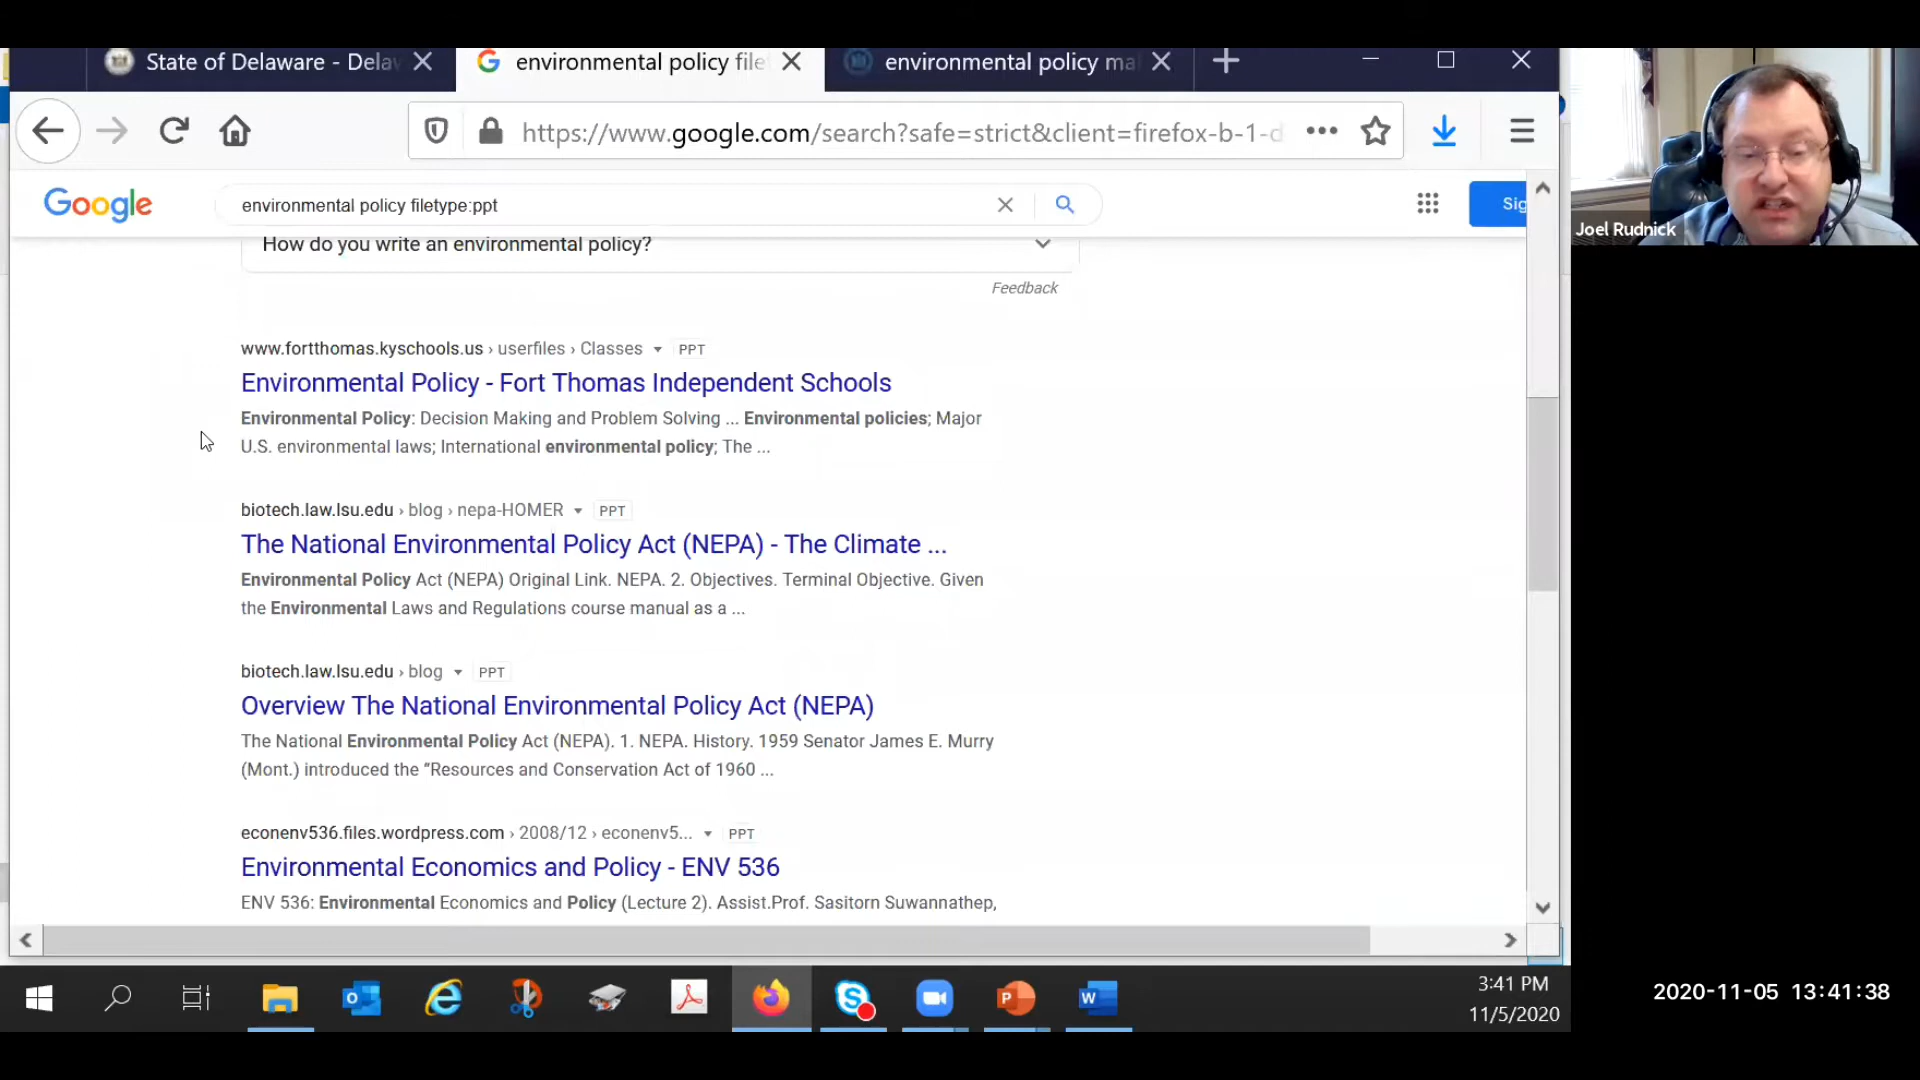 State of Delaware - Delaw
environmental policy file
environmental policy ma
https://www.google.com/search?safe=strict&client=firefox-b-1-d
Google
environmental policy filetype:ppt
Sig
Joel Rudnick
How do you write an environmental policy?
Feedback
www.fortthomas.kyschools.us › userfiles › Classes PPT
Environmental Policy - Fort Thomas Independent Schools
Environmental Policy: Decision Making and Problem Solving ... Environmental policies; Major
U.S. environmental laws; International environmental policy; The ...
biotech.law.lsu.edu › blog › nepa-HOMER PPT
The National Environmental Policy Act (NEPA) - The Climate ...
Environmental Policy Act (NEPA) Original Link. NEPA. 2. Objectives. Terminal Objective. Given
the Environmental Laws and Regulations course manual as a ...
biotech.law.lsu.edu › blog PPT
Overview The National Environmental Policy Act (NEPA)
The National Environmental Policy Act (NEPA). 1. NEPA. History. 1959 Senator James E. Murry
(Mont.) introduced the “Resources and Conservation Act of 1960 ...
econenv536.files.wordpress.com › 2008/12 › econenv5... PPT
Environmental Economics and Policy - ENV 536
ENV 536: Environmental Economics and Policy (Lecture 2). Assist.Prof. Sasitorn Suwannathep,
3:41 PM
11/5/2020
2020-11-05 13:41:38